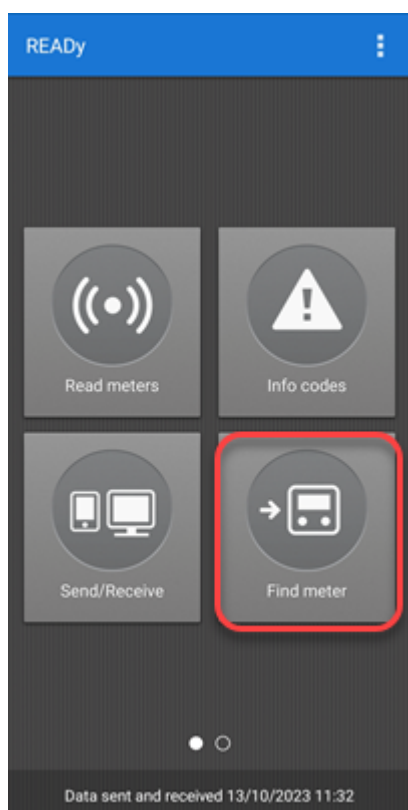 READy
Read meters
Info codes
Send/Receive
Find meter
Data sent and received 13/10/2023 11:32